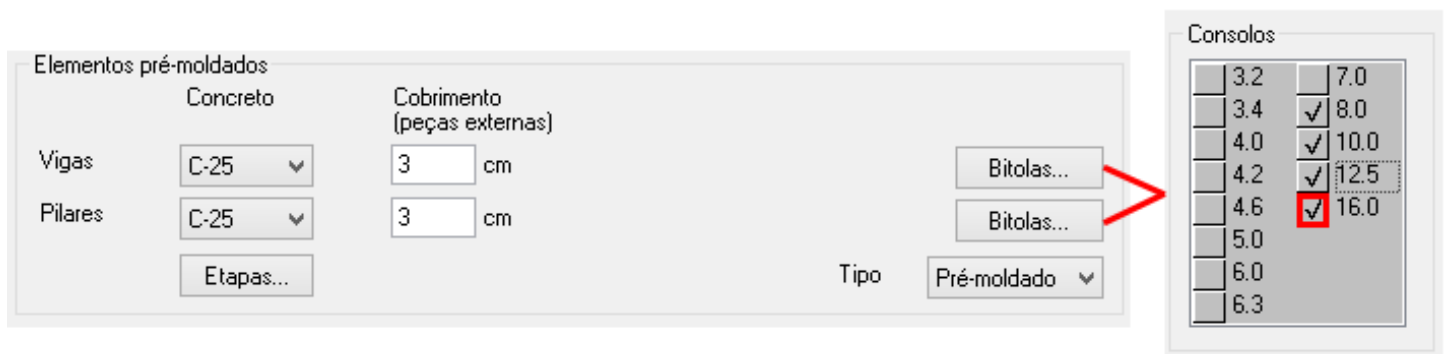 Elementos pré-moldados
Concreto
Cobrimento
(peças externas)
Vigas
C-25
3
cm
Bitolas...
Pilares
C-25
3
cm
Bitolas...
Etapas...
Tipo
Pré-moldado
Consolos
3.2
7.0
3.4
8.0
4.0
10.0
4.2
12.5
4.6
16.0
5.0
6.0
6.3